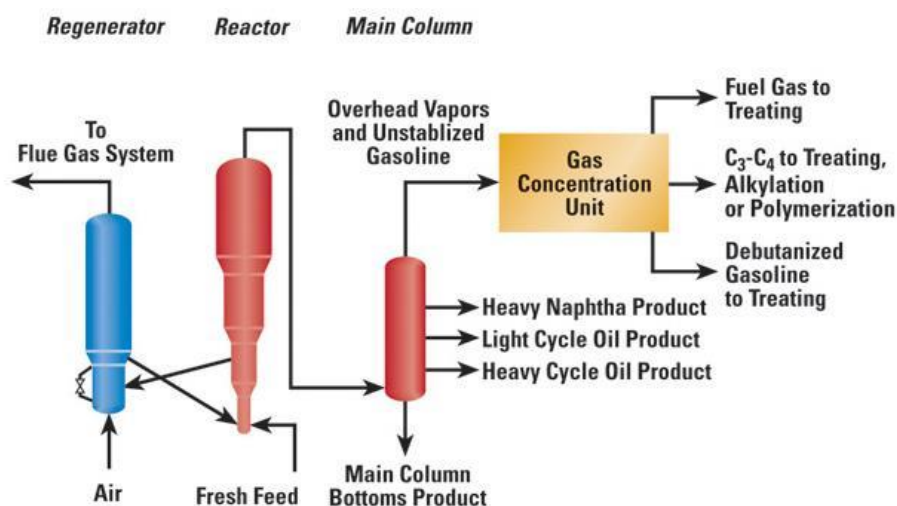 Regenerator
Reactor
Main Column
To
Flue Gas System
Overhead Vapors
and Unstablized
Gasoline
Gas
Concentration
Unit
Fuel Gas to
Treating
C₃-C₄ to Treating,
Alkylation
or Polymerization
Debutanized
Gasoline
to Treating
Heavy Naphtha Product
Light Cycle Oil Product
Heavy Cycle Oil Product
Air
Fresh Feed
Main Column
Bottoms Product